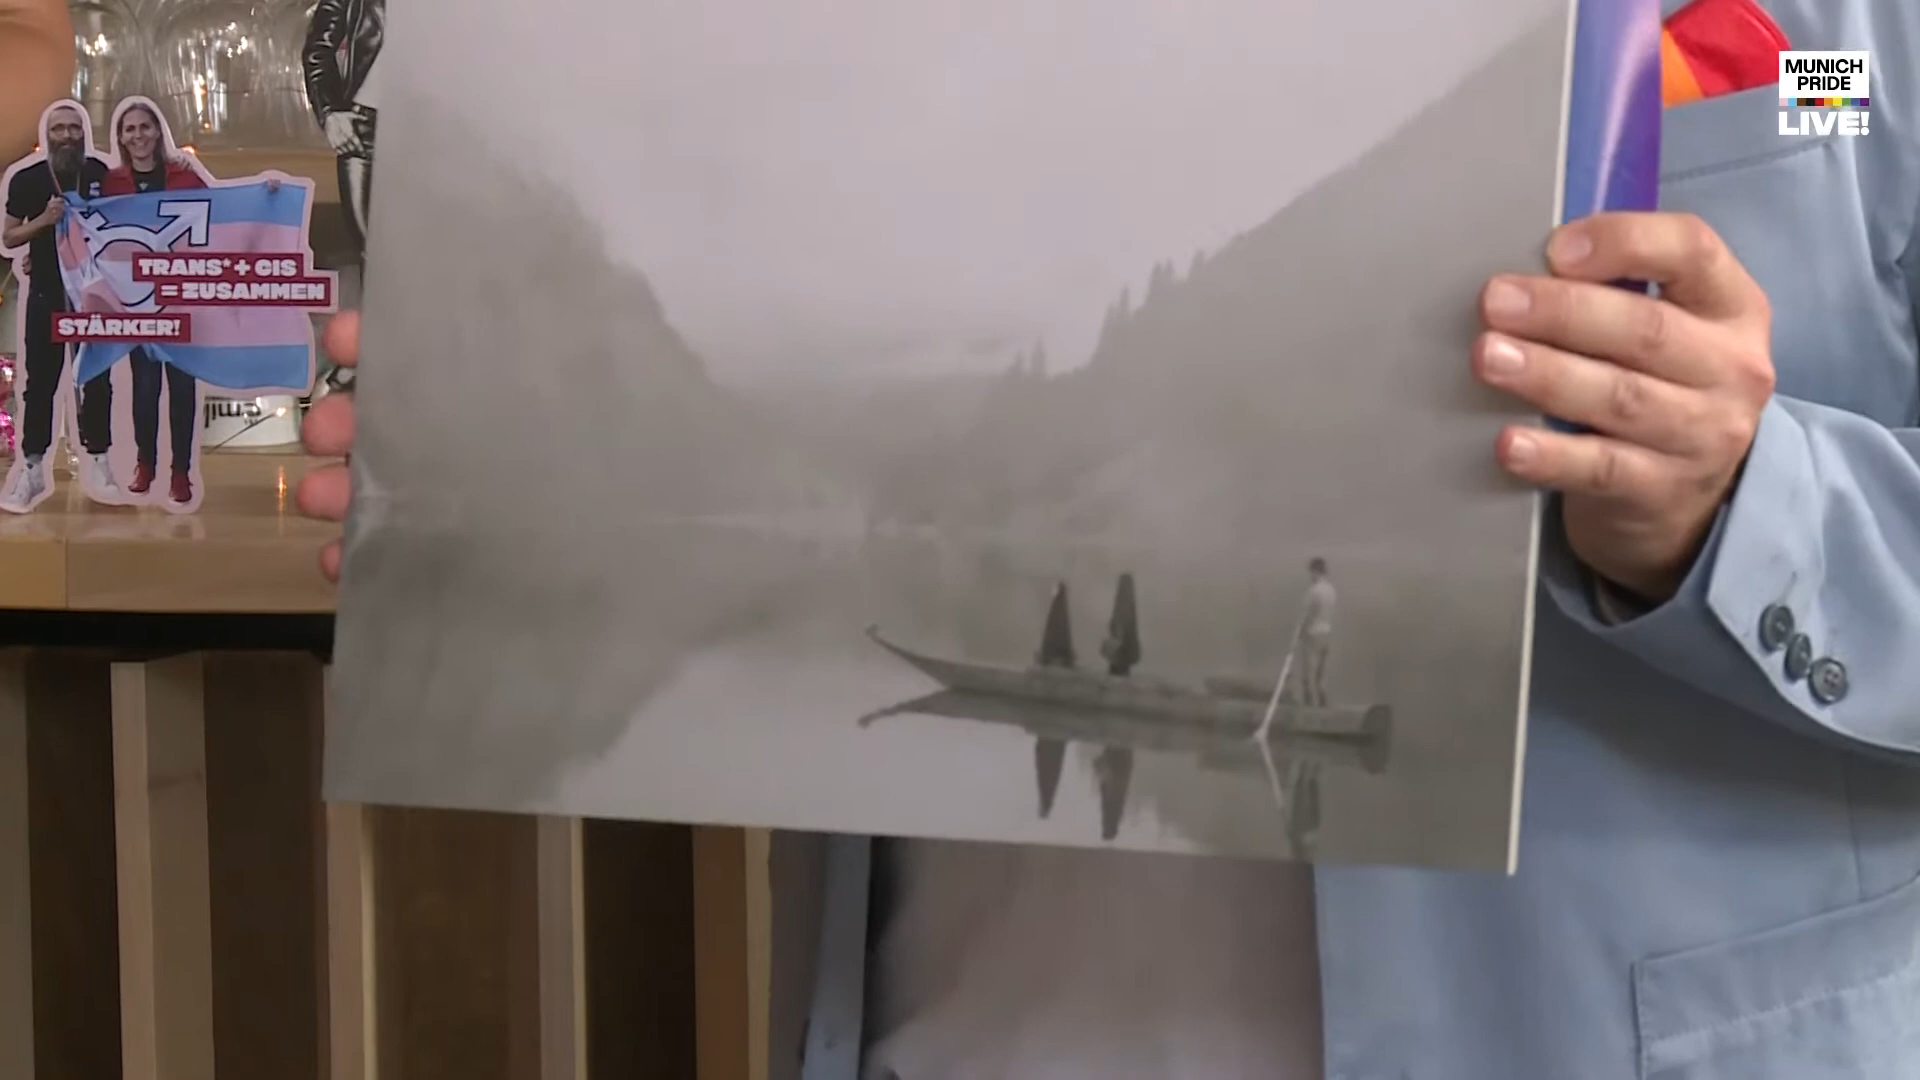 MUNICH
PRIDE
LIVE!
TRANS* + CIS
= ZUSAMMEN
STÄRKER!